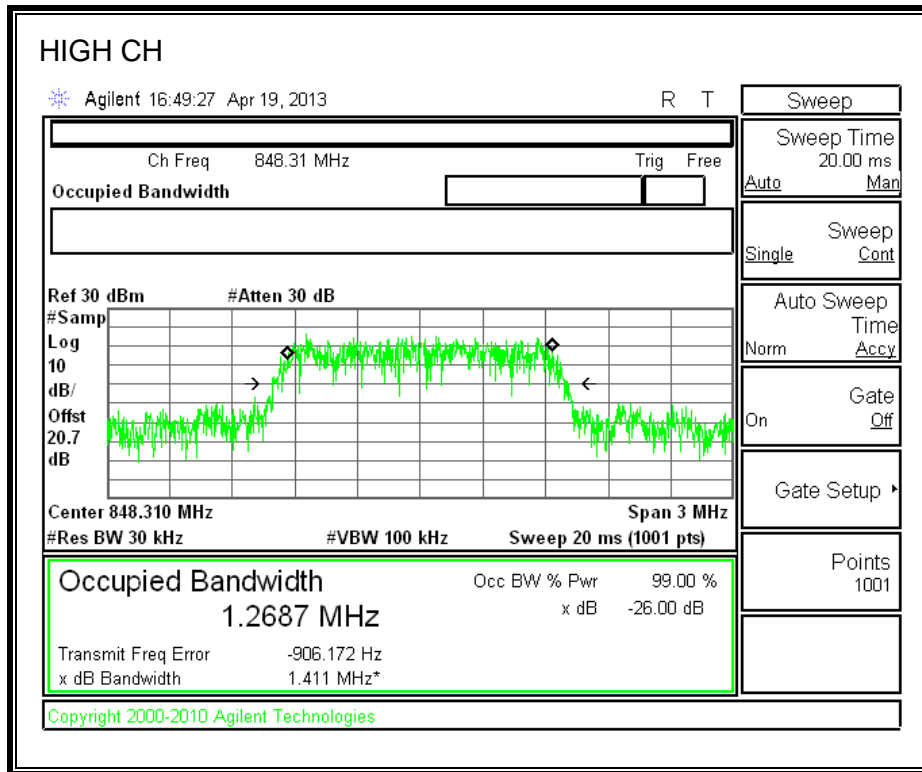 HIGH CH
Agilent 16:49:27 Apr 19, 2013 R T
Ch Freq 848.31 MHz Trig Free
Occupied Bandwidth
Ref 30 dBm #Atten 30 dB
#Samp
Log
10
dB/
Offst
20.7
dB
Center 848.310 MHz Span 3 MHz
#Res BW 30 kHz #VBW 100 kHz Sweep 20 ms (1001 pts)
Occupied Bandwidth Occ BW % Pwr 99.00 %
1.2687 MHz x dB -26.00 dB
Transmit Freq Error -906.172 Hz
x dB Bandwidth 1.411 MHz*
Copyright 2000-2010 Agilent Technologies
Sweep
Sweep Time
20.00 ms
Auto Man
Sweep
Single Cont
Auto Sweep
Time
Norm Accy
Gate
On Off
Gate Setup
Points
1001